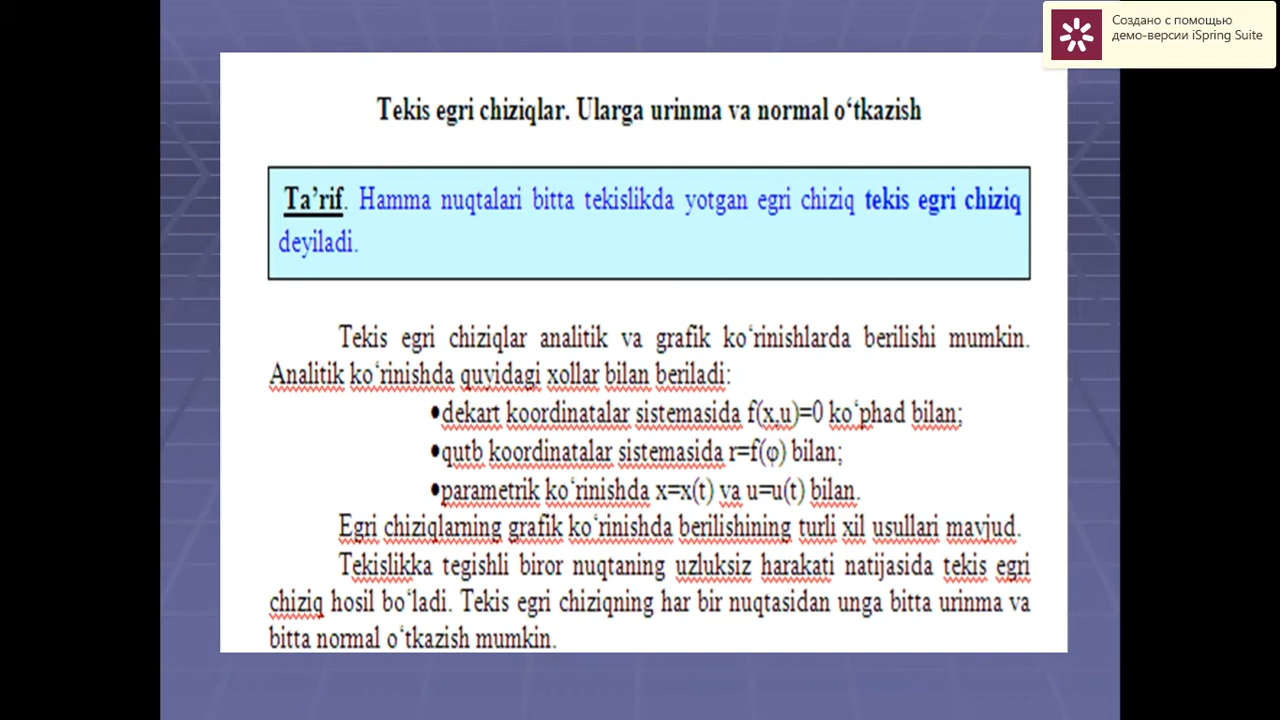 Создано с помощью
демо-версии iSpring Suite
Tekis egri chiziqlar. Ularga urinma va normal o‘tkazish
Ta’rif. Hamma nuqtalari bitta tekislikda yotgan egri chiziq tekis egri chiziq
deyiladi.
Tekis egri chiziqlar analitik va grafik ko‘rinishlarda berilishi mumkin.
Analitik ko‘rinishda quyidagi xollar bilan beriladi:
•dekart koordinatalar sistemasida f(x,u)=0 ko‘phad bilan;
•qutb koordinatalar sistemasida r=f(φ) bilan;
•parametrik ko‘rinishda x=x(t) va u=u(t) bilan.
Egri chiziqlarning grafik ko‘rinishda berilishining turli xil usullari mavjud.
Tekislikka tegishli biror nuqtaning uzluksiz harakati natijasida tekis egri
chiziq hosil bo‘ladi. Tekis egri chiziqning har bir nuqtasidan unga bitta urinma va
bitta normal o‘tkazish mumkin.